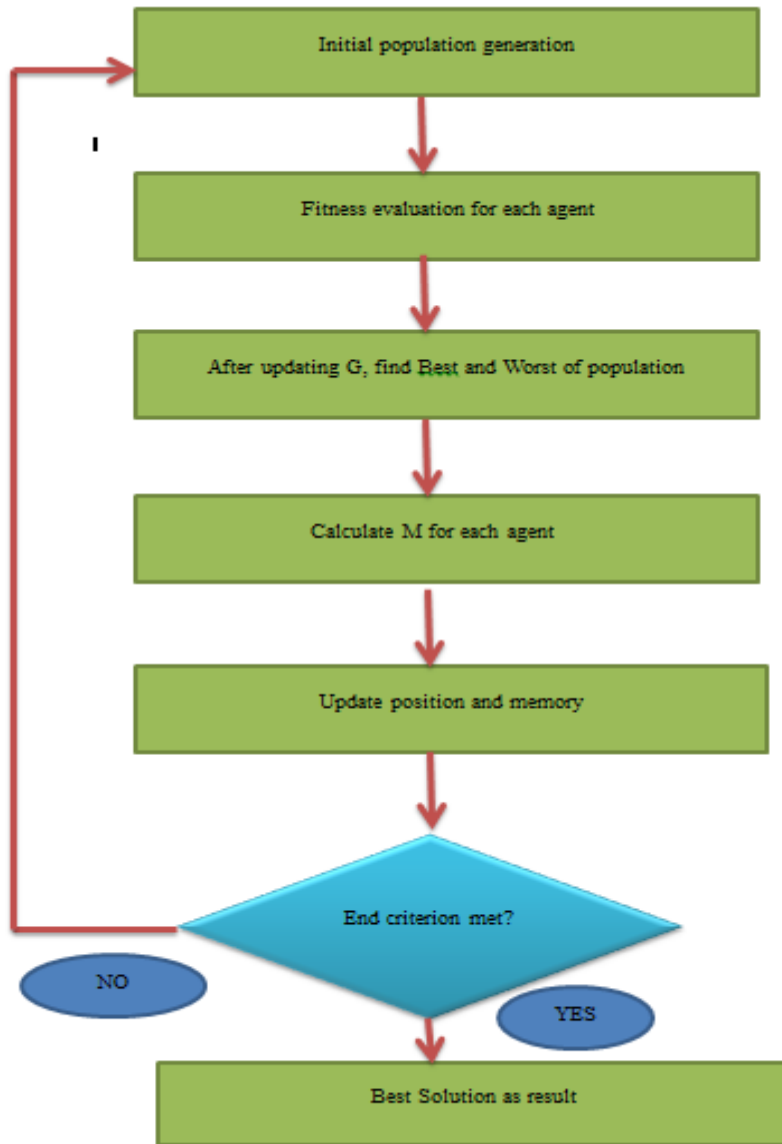 Initial population generation
Fitness evaluation for each agent
After updating G, find Best and Worst of population
Calculate M for each agent
Update position and memory
End criterion met?
NO
YES
Best Solution as result